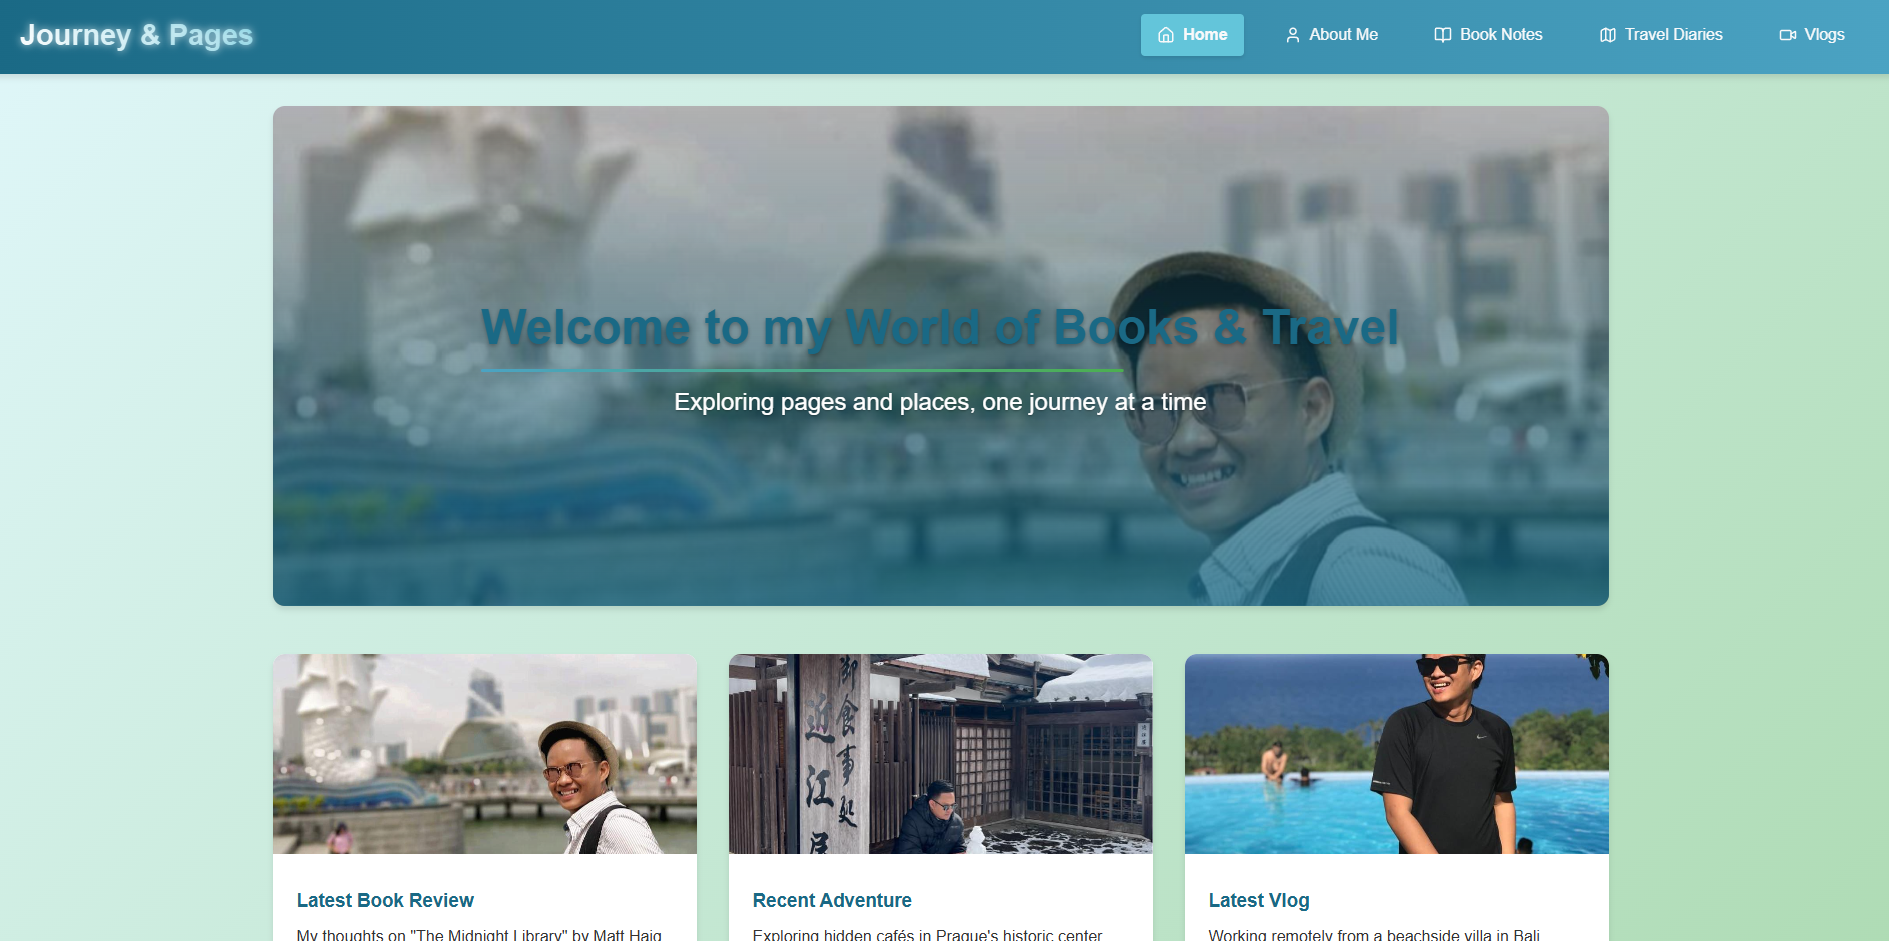 Journey & Pages
Home
About Me
Book Notes
Travel Diaries
Vlogs
Welcome to my World of Books & Travel
Exploring pages and places, one journey at a time
御食事処
近江屋
Latest Book Review
My thoughts on "The Midnight Library" by Matt Haig
Recent Adventure
Exploring hidden cafés in Prague's historic center
Latest Vlog
Working remotely from a beachside villa in Bali